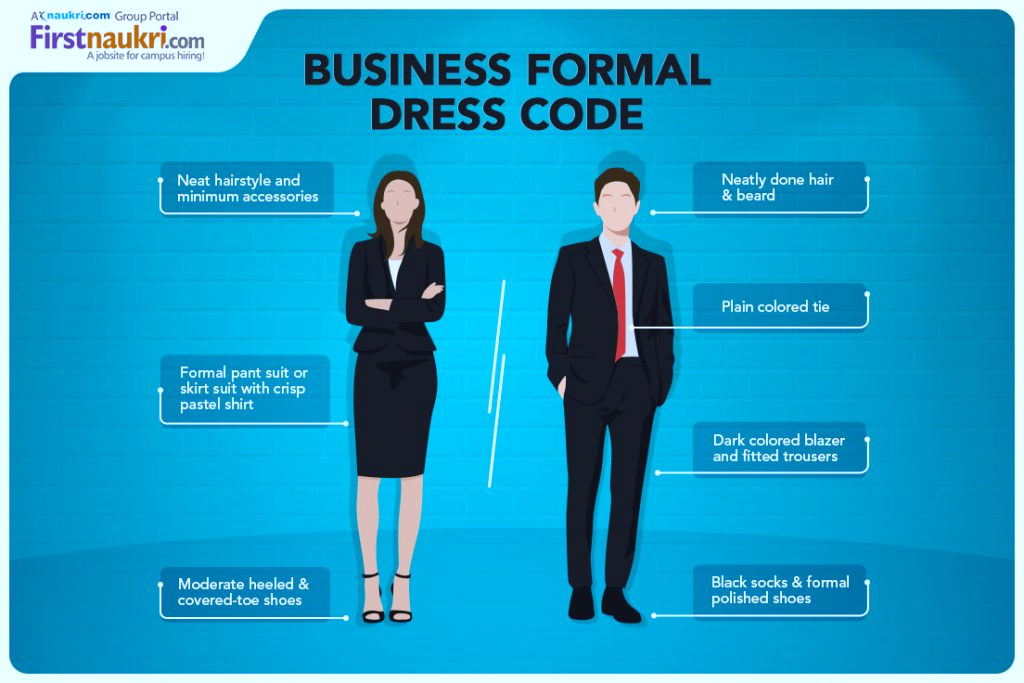 A naukri.com Group Portal
Firstnaukri.com
A jobsite for campus hiring!
BUSINESS FORMAL
DRESS CODE
Neat hairstyle and
minimum accessories
Formal pant suit or
skirt suit with crisp
pastel shirt
Moderate heeled &
covered-toe shoes
Neatly done hair
& beard
Plain colored tie
Dark colored blazer
and fitted trousers
Black socks & formal
polished shoes